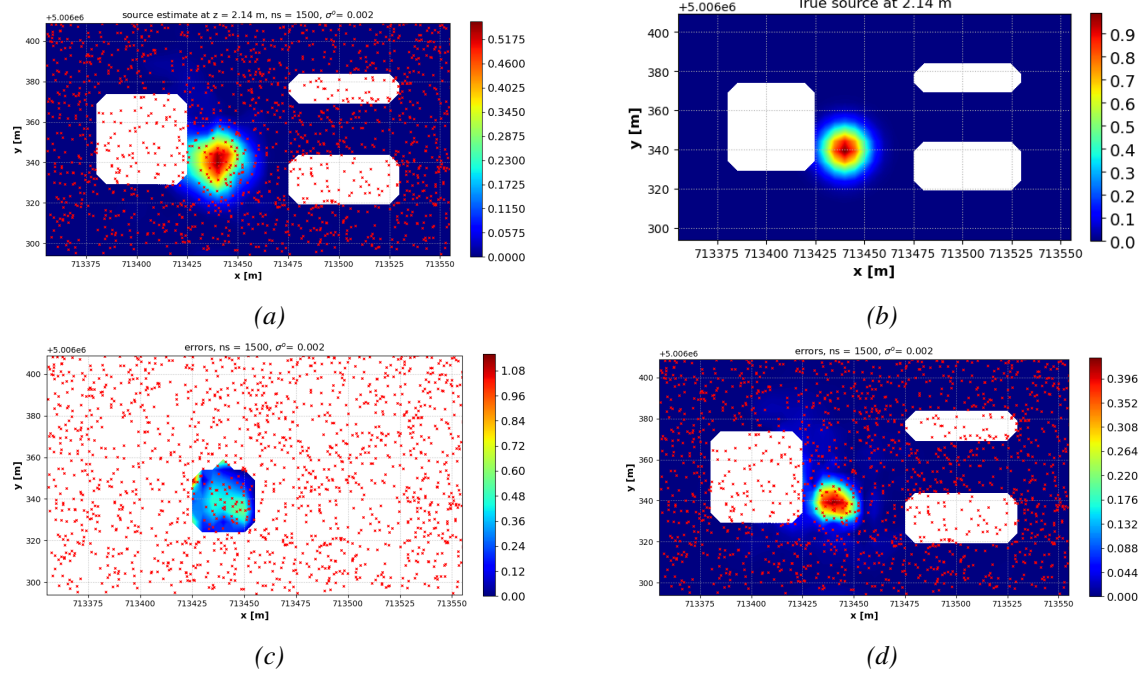 source estimate at z = 2.14 m, ns = 1500, σ⁰= 0.002
+5.006e6
400
380
360
340
320
300
y [m]
713375 713400 713425 713450 713475 713500 713525 713550
x [m]
0.5175
0.4600
0.4025
0.3450
0.2875
0.2300
0.1725
0.1150
0.0575
0.0000
(a)
True source at 2.14 m
+5.006e6
400
380
360
340
320
300
y [m]
713375 713400 713425 713450 713475 713500 713525 713550
x [m]
0.9
0.8
0.7
0.6
0.5
0.4
0.3
0.2
0.1
0.0
(b)
errors, ns = 1500, σ⁰= 0.002
+5.006e6
400
380
360
340
320
300
y [m]
713375 713400 713425 713450 713475 713500 713525 713550
x [m]
1.08
0.96
0.84
0.72
0.60
0.48
0.36
0.24
0.12
0.00
(c)
errors, ns = 1500, σ⁰= 0.002
+5.006e6
400
380
360
340
320
300
y [m]
713375 713400 713425 713450 713475 713500 713525 713550
x [m]
0.396
0.352
0.308
0.264
0.220
0.176
0.132
0.088
0.044
0.000
(d)